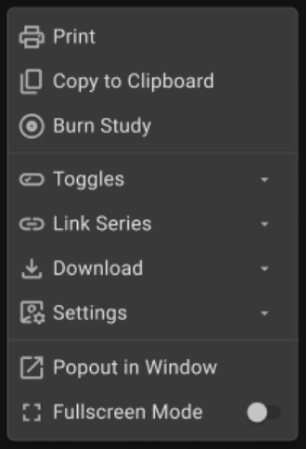 Print
Copy to Clipboard
Burn Study
Toggles
Link Series
Download
Settings
Popout in Window
Fullscreen Mode